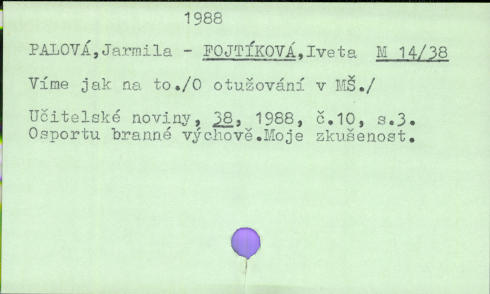 1988
PALOVÁ,Jarmila - FOJTÍKOVÁ,Iveta M 14/38
Víme jak na to./O otužování v MŠ./
Učitelské noviny, 38, 1988, č.10, s.3.
Osportu branné výchově.Moje zkušenost.